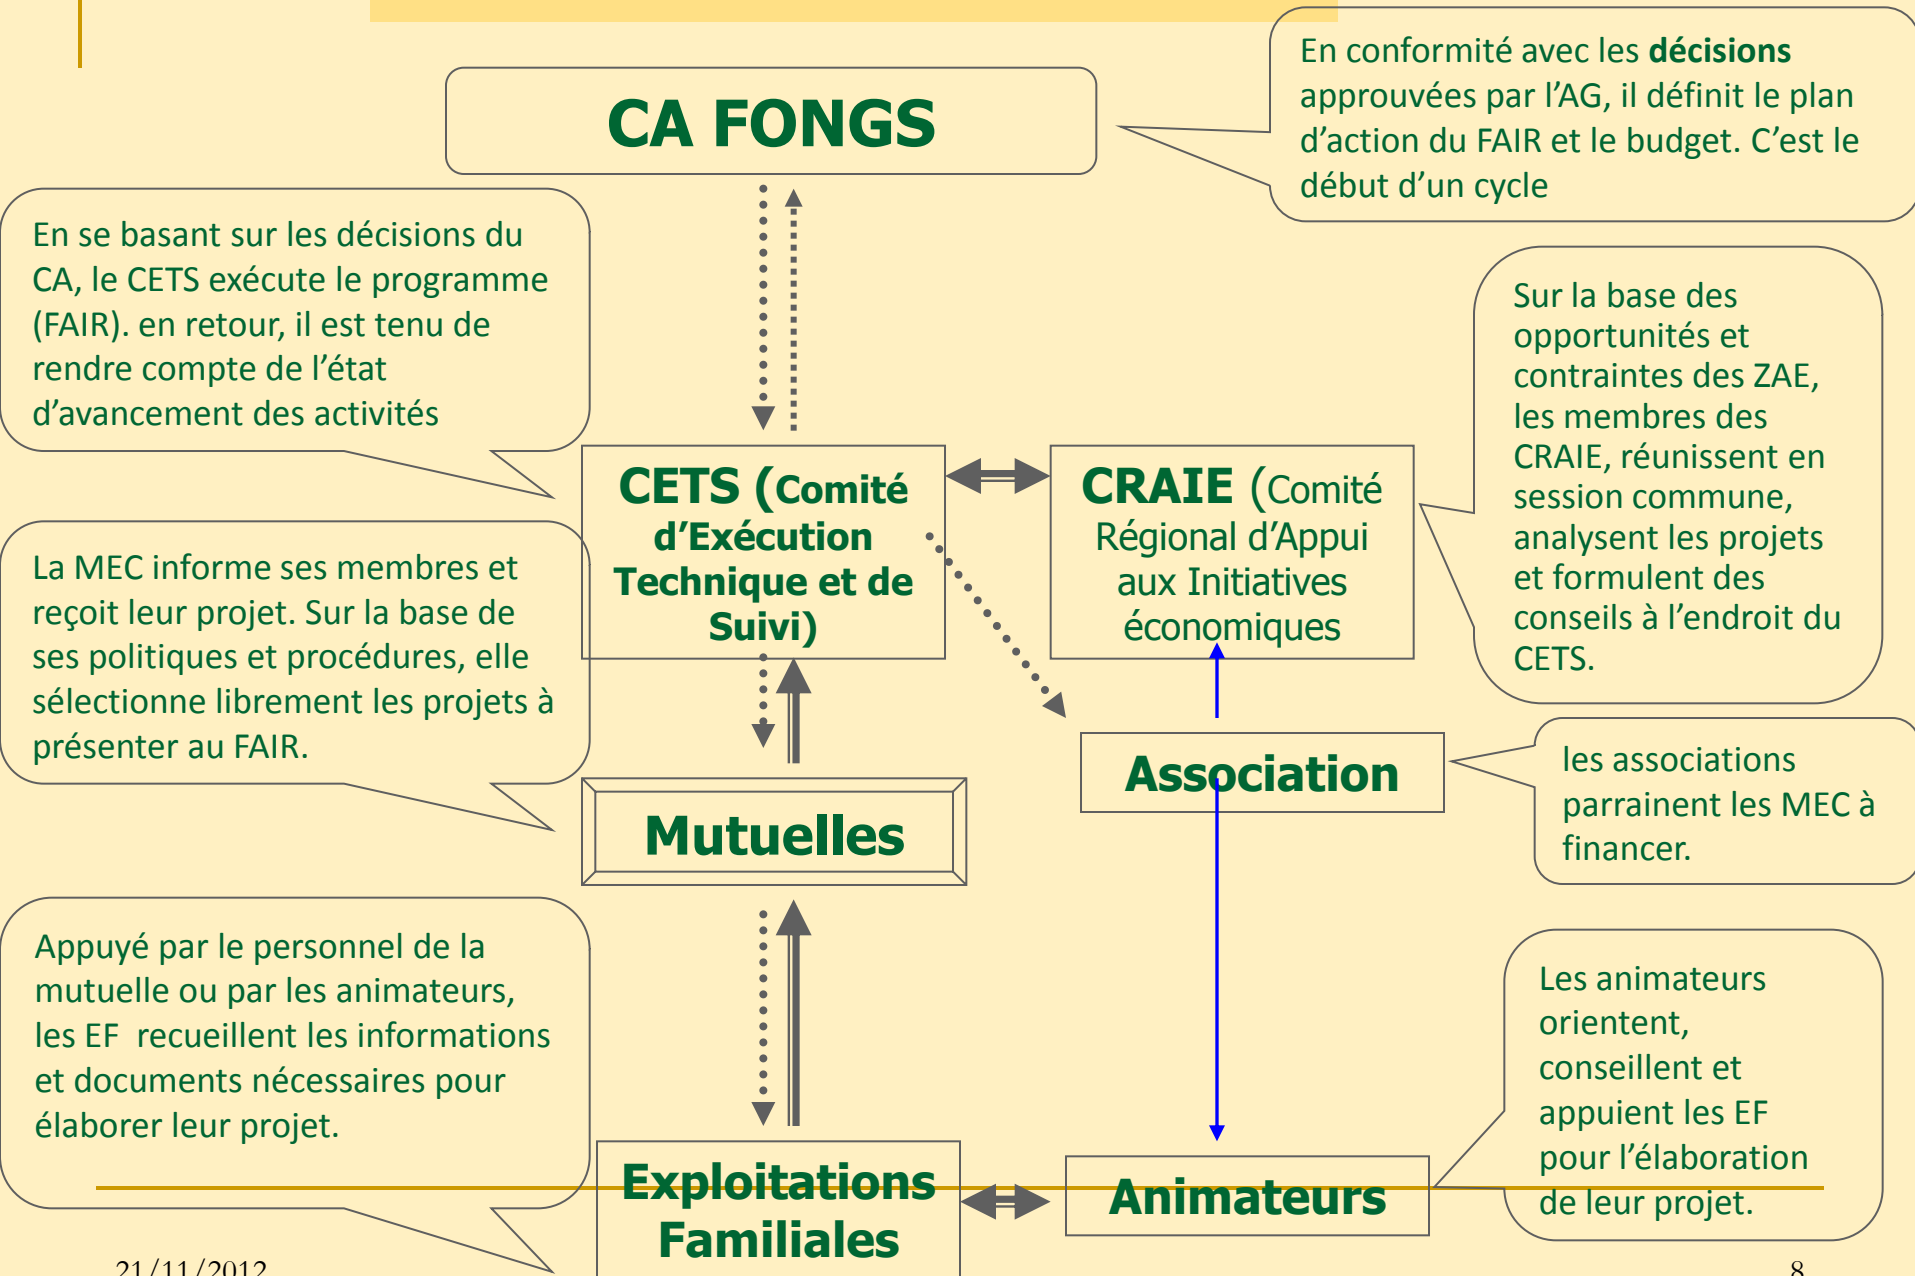 CA FONGS
En conformité avec les décisions
approuvées par l’AG, il définit le plan
d’action du FAIR et le budget. C’est le
début d’un cycle
En se basant sur les décisions du
CA, le CETS exécute le programme
(FAIR). en retour, il est tenu de
rendre compte de l’état
d’avancement des activités
CETS (Comité
d’Exécution
Technique et de
Suivi)
CRAIE (Comité
Régional d’Appui
aux Initiatives
économiques
Sur la base des
opportunités et
contraintes des ZAE,
les membres des
CRAIE, réunissent en
session commune,
analysent les projets
et formulent des
conseils à l’endroit du
CETS.
La MEC informe ses membres et
reçoit leur projet. Sur la base de
ses politiques et procédures, elle
sélectionne librement les projets à
présenter au FAIR.
Mutuelles
Association
les associations
parrainent les MEC à
financer.
Appuyé par le personnel de la
mutuelle ou par les animateurs,
les EF recueillent les informations
et documents nécessaires pour
élaborer leur projet.
Exploitations
Familiales
Animateurs
Les animateurs
orientent,
conseillent et
appuient les EF
pour l’élaboration
de leur projet.
21/11/2012
8